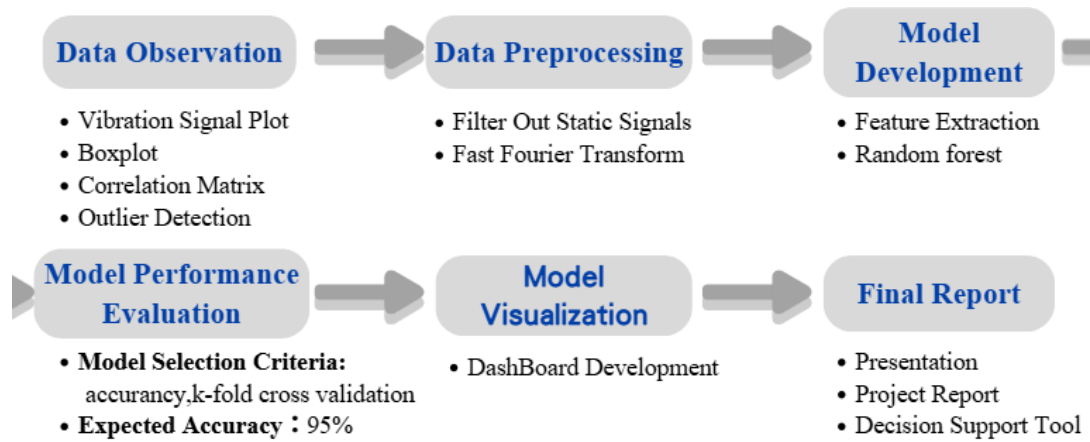 Data Observation
• Vibration Signal Plot
• Boxplot
• Correlation Matrix
• Outlier Detection
Data Preprocessing
• Filter Out Static Signals
• Fast Fourier Transform
Model
Development
• Feature Extraction
• Random forest
Model Performance
Evaluation
• Model Selection Criteria:
accurancy,k-fold cross validation
• Expected Accuracy：95%
Model
Visualization
• DashBoard Development
Final Report
• Presentation
• Project Report
• Decision Support Tool